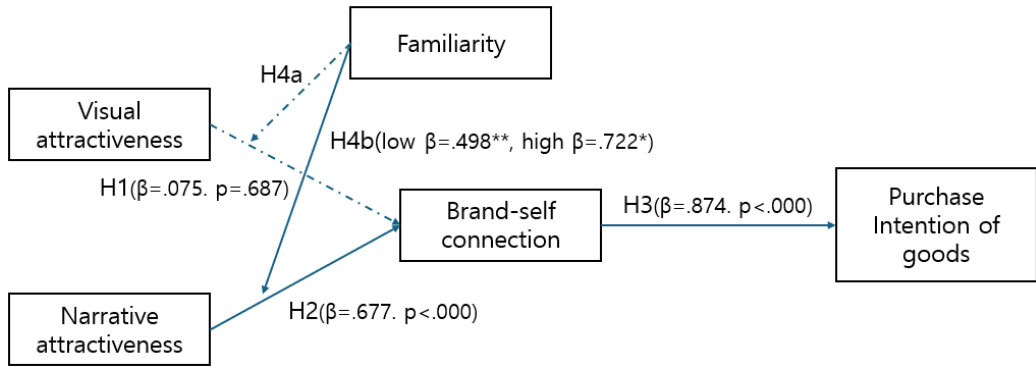 Familiarity
H4a
Visual
attractiveness
H4b(low β=.498**, high β=.722*)
H1(β=.075. p=.687)
Brand-self
connection
H3(β=.874. p<.000)
Purchase
Intention of
goods
H2(β=.677. p<.000)
Narrative
attractiveness